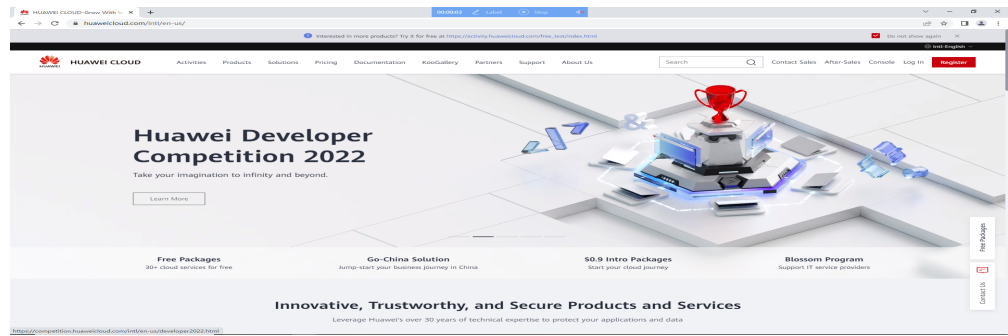 HUAWEI CLOUD-Grow With In
00:00:02 Label Stop
huaweicloud.com/intl/en-us/
Interested in more products? Try it for free at https://activity.huaweicloud.com/free_test/index.html
Do not show again
Intl-English
HUAWEI
HUAWEI CLOUD
Activities Products Solutions Pricing Documentation KooGallery Partners Support About Us
Search
Contact Sales After-Sales Console Log In Register
Huawei Developer
Competition 2022
Take your imagination to infinity and beyond.
Learn More
Free Packages
Contact Us
Free Packages
30+ cloud services for free
Go-China Solution
Jump-start your business journey in China
$0.9 Intro Packages
Start your cloud journey
Blossom Program
Support IT service providers
Innovative, Trustworthy, and Secure Products and Services
Leverage Huawei's over 30 years of technical expertise to protect your applications and data
https://competition.huaweicloud.com/intl/en-us/developer2022.html